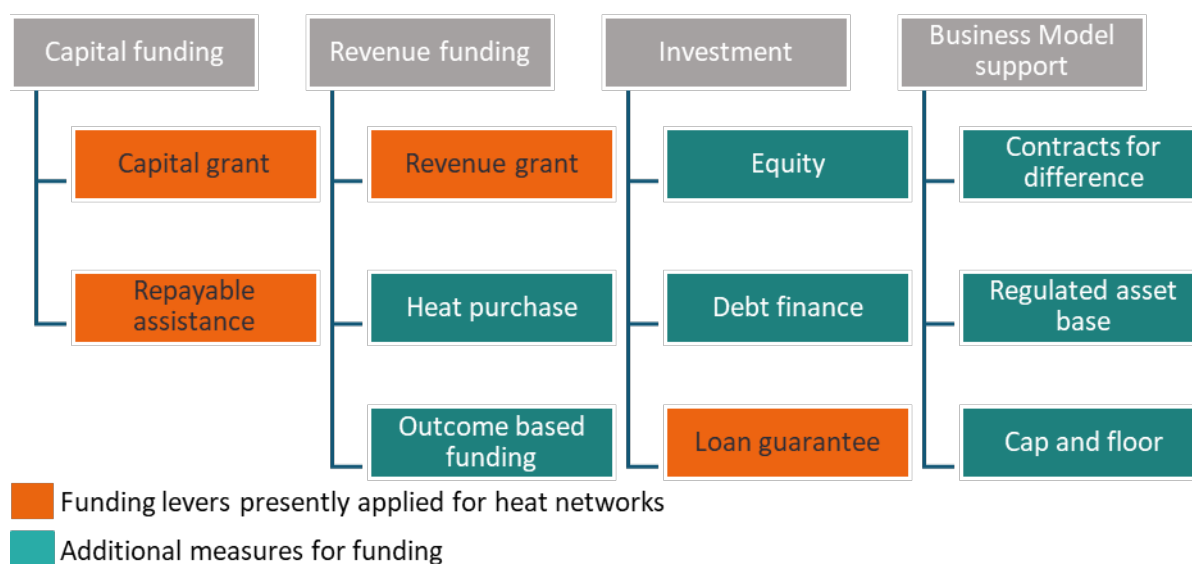 Capital funding
Revenue funding
Investment
Business Model
support
Capital grant
Revenue grant
Equity
Contracts for
difference
Repayable
assistance
Heat purchase
Debt finance
Regulated asset
base
Outcome based
funding
Loan guarantee
Cap and floor
Funding levers presently applied for heat networks
Additional measures for funding